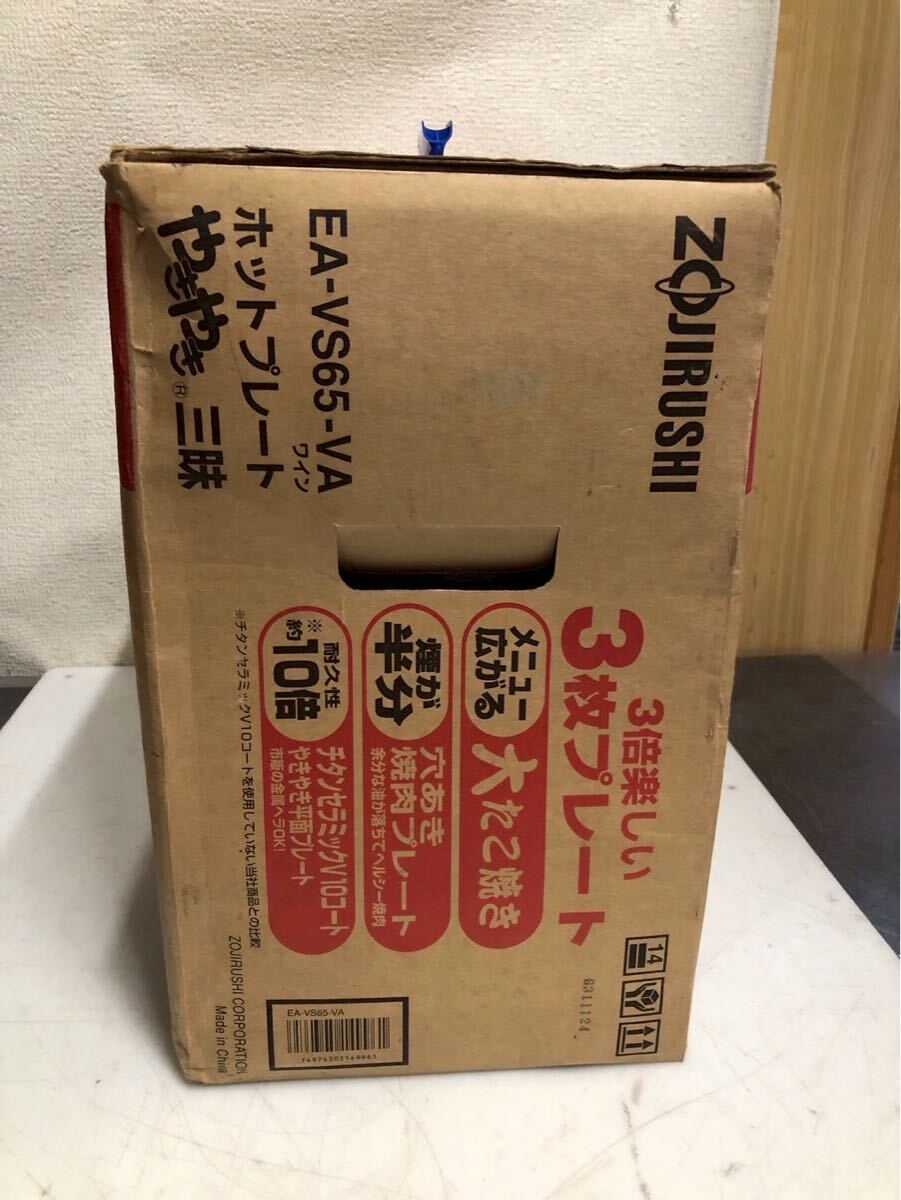 ZOJIRUSHI
EA-VS65-VA
ワイン
ホットプレート
やきやき®三昧
3倍楽しい
3枚プレート
メニュー
広がる
大たこ焼き
煙が
半分
穴あき
焼肉プレート
余分な油が落ちてヘルシー焼肉
耐久性
※約10倍
チタンセラミックV10コート
やきやき平面プレート
市販の金属ヘラOK!
※チタンセラミックV10コートを使用していない当社商品との比較
ZOJIRUSHI CORPORATION
Made in China
14
6311124.
EA-VS65-VA
T4974305149961